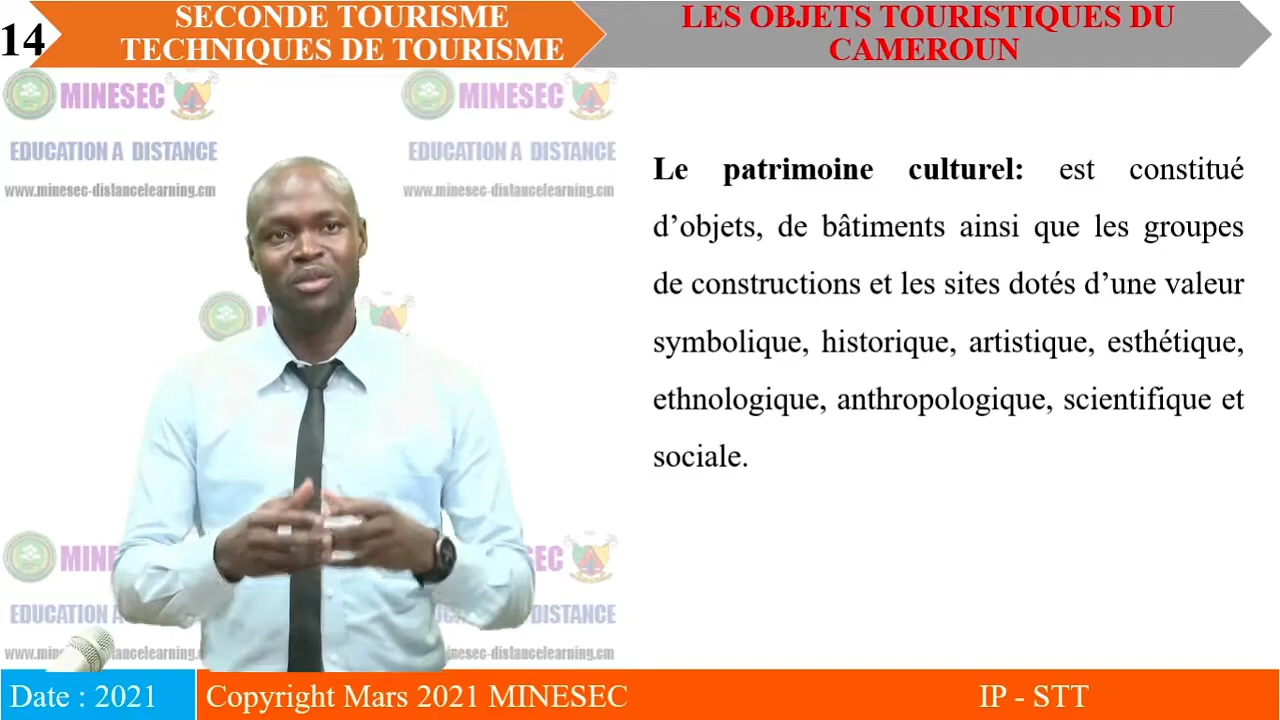 14
SECONDE TOURISME
TECHNIQUES DE TOURISME
LES OBJETS TOURISTIQUES DU
CAMEROUN
MINESEC
EDUCATION A DISTANCE
www.minesec-distancelearning.cm
MINESEC
EDUCATION A DISTANCE
www.minesec-distancelearning.cm
Le patrimoine culturel: est constitué
d’objets, de bâtiments ainsi que les groupes
de constructions et les sites dotés d’une valeur
symbolique, historique, artistique, esthétique,
ethnologique, anthropologique, scientifique et
sociale.
Date : 2021
Copyright Mars 2021 MINESEC
IP - STT